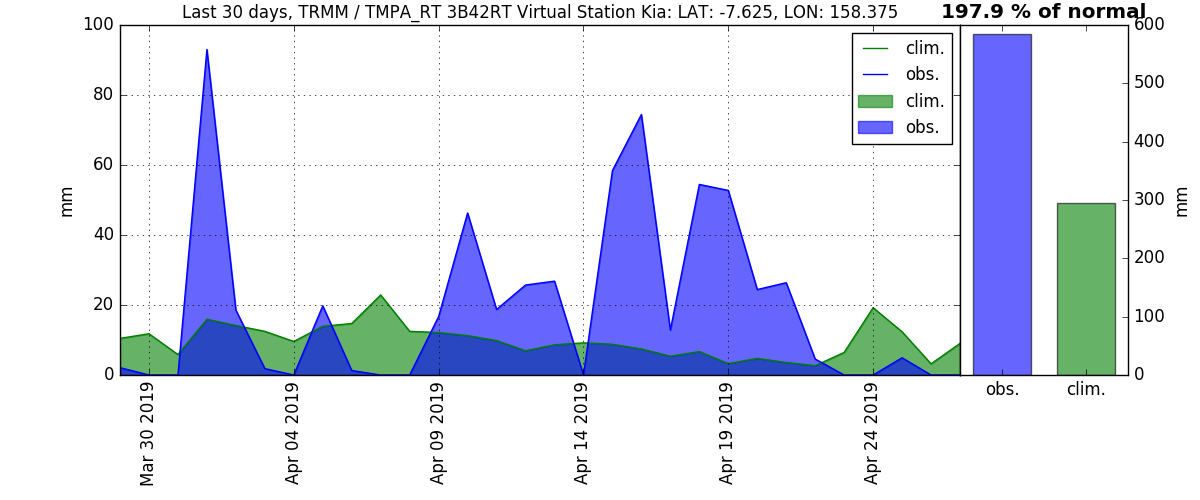 Last 30 days, TRMM / TMPA_RT 3B42RT Virtual Station Kia: LAT: -7.625, LON: 158.375
197.9 % of normal
100
80
60
40
20
0
mm
clim.
obs.
clim.
obs.
Mar 30 2019
Apr 04 2019
Apr 09 2019
Apr 14 2019
Apr 19 2019
Apr 24 2019
600
500
400
300
200
100
0
mm
obs.
clim.